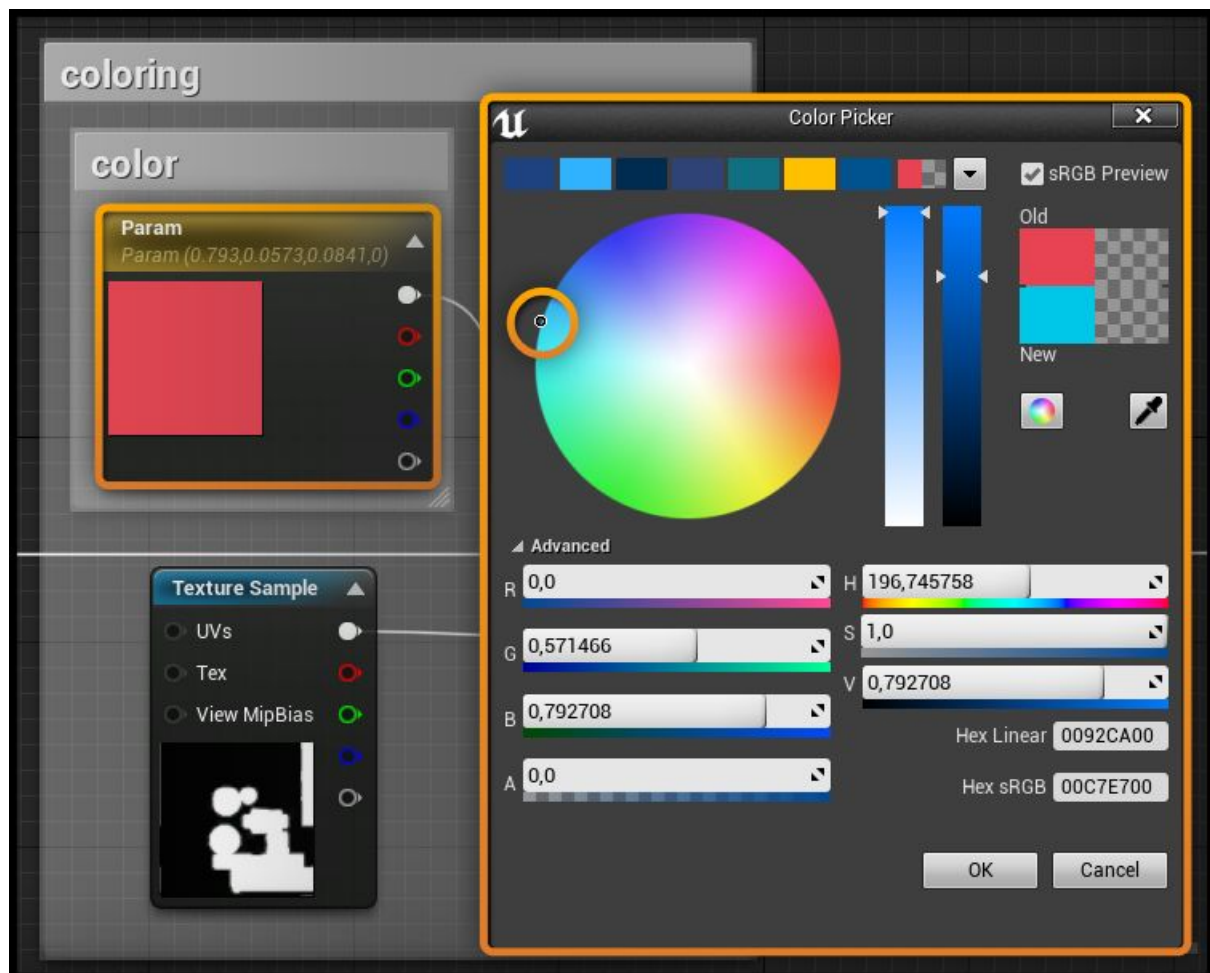 coloring
color
Param
Param (0.793,0.0573,0.0841,0)
Texture Sample
UVs
Tex
View MipBias
Color Picker
sRGB Preview
Old
New
Advanced
R 0,0
G 0,571466
B 0,792708
A 0,0
H 196,745758
S 1,0
V 0,792708
Hex Linear 0092CA00
Hex sRGB 00C7E700
OK Cancel